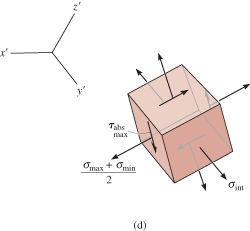 z′
x′
y′
τabs
max
σmax + σmin
2
σint
(d)